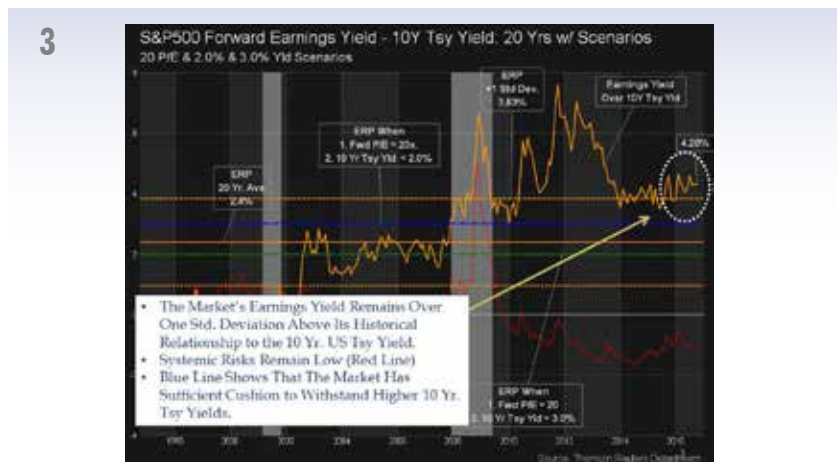 3
S&P500 Forward Earnings Yield - 10Y Tsy Yield: 20 Yrs w/ Scenarios
20 P/E & 2.0% & 3.0% Yld Scenarios
ERP
+1 Std Dev.
3.83%
Earnings Yield
Over 10Y Tsy Yld
ERP When
1. Fwd P/E = 20x.
2. 10 Yr Tsy Yld = 2.0%
4.28%
ERP
20 Yr. Ave
2.4%
• The Market's Earnings Yield Remains Over
One Std. Deviation Above Its Historical
Relationship to the 10 Yr. US Tsy Yield.
• Systemic Risks Remain Low (Red Line)
• Blue Line Shows That The Market Has
Sufficient Cushion to Withstand Higher 10 Yr.
Tsy Yields.
ERP When
1. Fwd P/E = 20
2. 10 Yr Tsy Yld = 3.0%
Source: Thomson Reuters Datastream